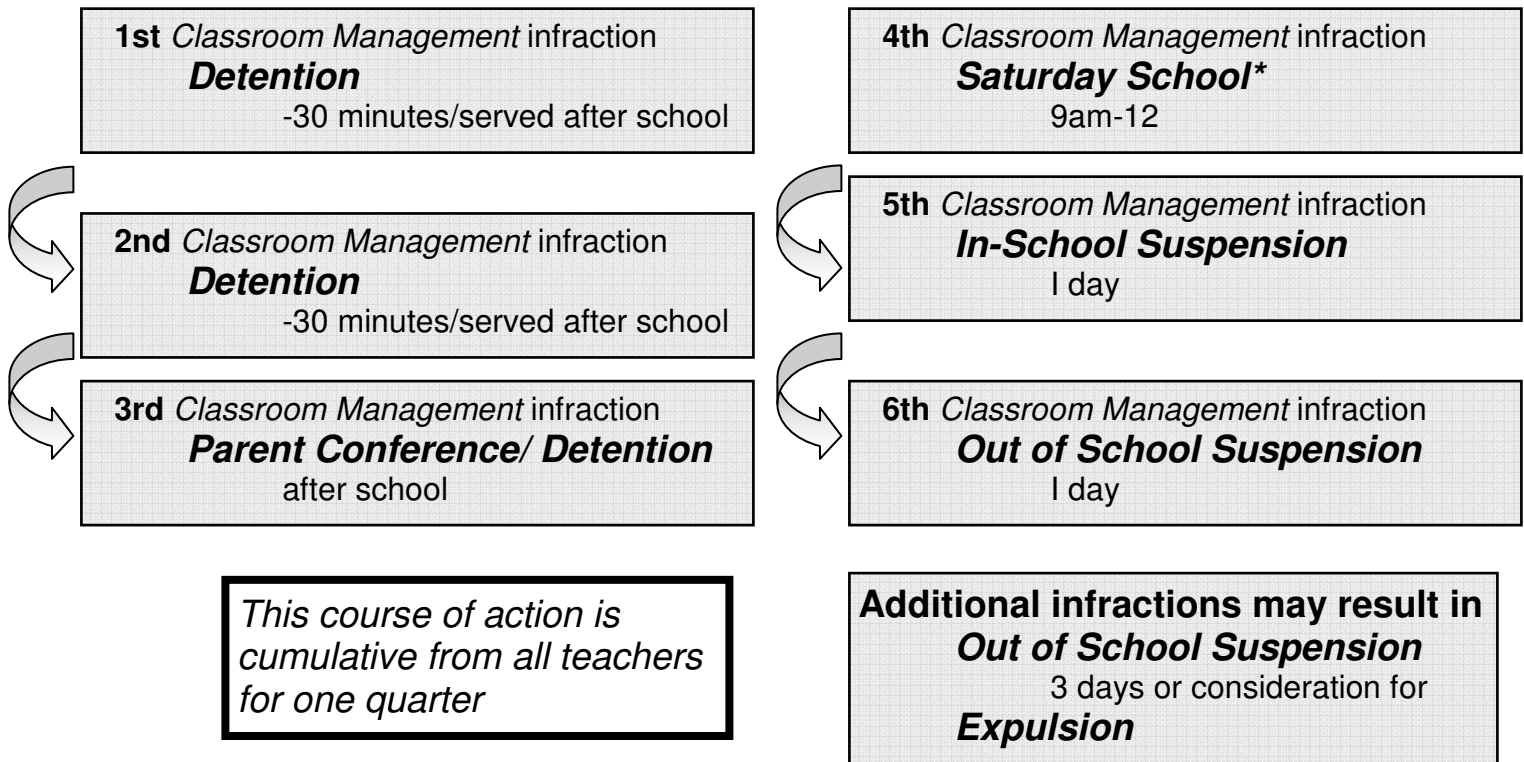 1st Classroom Management infraction
Detention
-30 minutes/served after school
2nd Classroom Management infraction
Detention
-30 minutes/served after school
3rd Classroom Management infraction
Parent Conference/ Detention
after school
This course of action is
cumulative from all teachers
for one quarter
4th Classroom Management infraction
Saturday School*
9am-12
5th Classroom Management infraction
In-School Suspension
I day
6th Classroom Management infraction
Out of School Suspension
I day
Additional infractions may result in
Out of School Suspension
3 days or consideration for
Expulsion